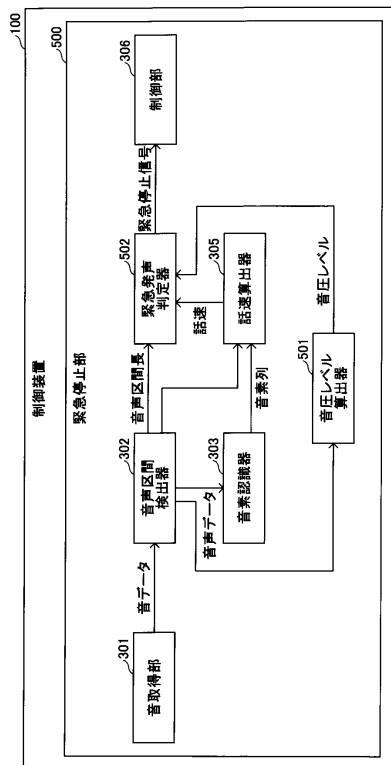 制御装置
100
緊急停止部
500
301
音取得部
音データ
302
音声区間
検出器
音声区間長
502
緊急発声
判定器
緊急停止信号
306
制御部
音声データ
303
音素認識器
音素列
話速
305
話速算出器
501
音圧レベル
算出器
音圧レベル